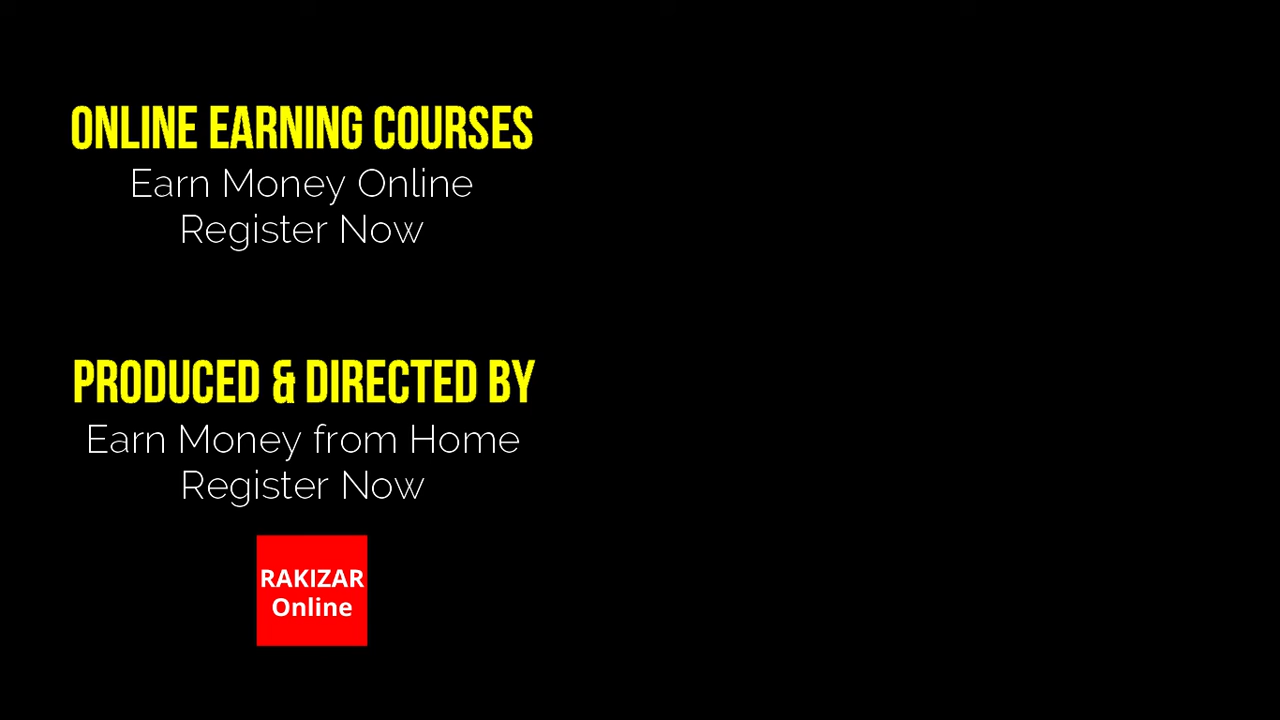 ONLINE EARNING COURSES
Earn Money Online
Register Now
PRODUCED & DIRECTED BY
Earn Money from Home
Register Now
RAKIZAR
Online